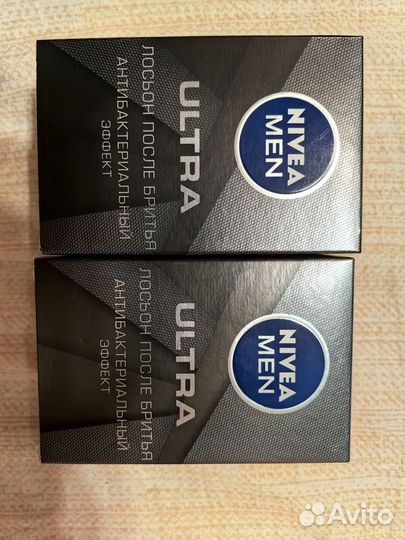 NIVEA
MEN
ULTRA
ЛОСЬОН ПОСЛЕ БРИТЬЯ
АНТИБАКТЕРИАЛЬНЫЙ
ЭФФЕКТ
NIVEA
MEN
ULTRA
ЛОСЬОН ПОСЛЕ БРИТЬЯ
АНТИБАКТЕРИАЛЬНЫЙ
ЭФФЕКТ
Avito